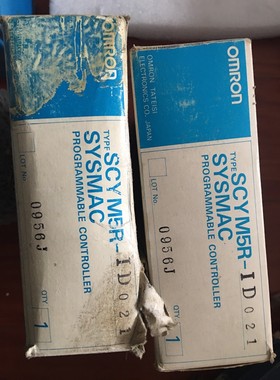 OMRON
TYPE SCYM5R-ID021
SYSMAC
PROGRAMMABLE CONTROLLER
LOT No.
0956J
QTY.
1
OMRON
OMRON TATEISI
ELECTRONICS CO. JAPAN
TYPE SCYM5R-ID021
SYSMAC
PROGRAMMABLE CONTROLLER
LOT No.
0956J
QTY.
1